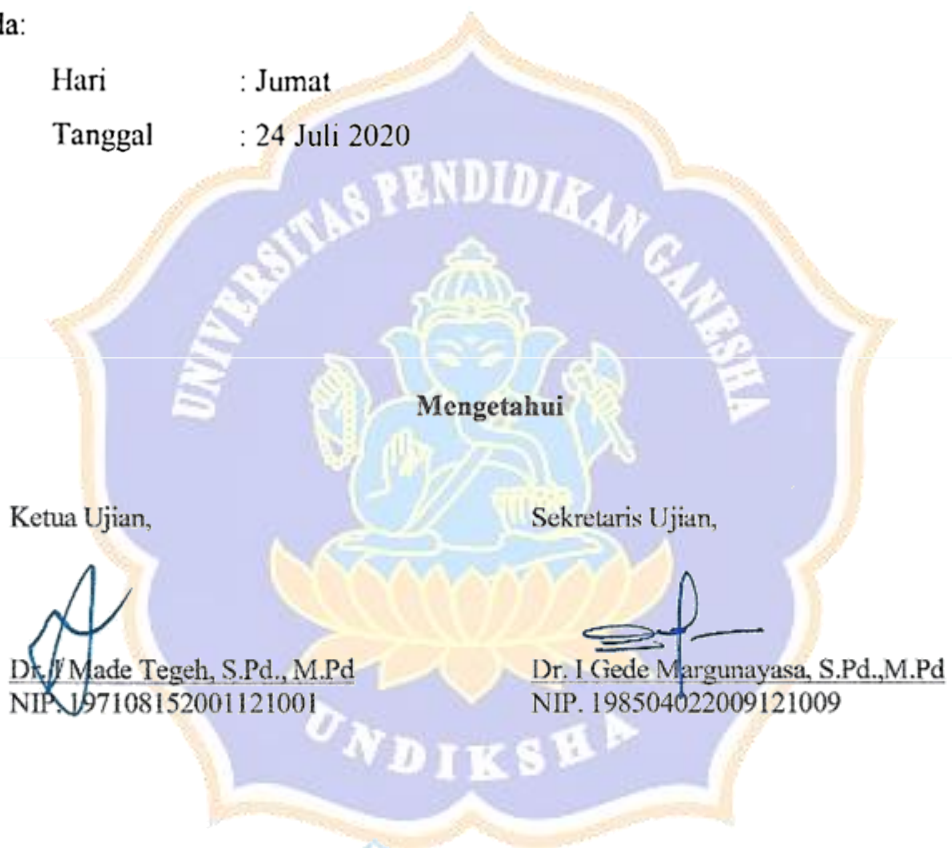 da:
Hari : Jumat
Tanggal : 24 Juli 2020
UNIVERSITAS PENDIDIKAN GANESHA
Mengetahui
Ketua Ujian,
Sekretaris Ujian,
Dr. I Made Tegeh, S.Pd., M.Pd
NIP. 197108152001121001
Dr. I Gede Margunayasa, S.Pd.,M.Pd
NIP. 198504022009121009
UNDIKSHA